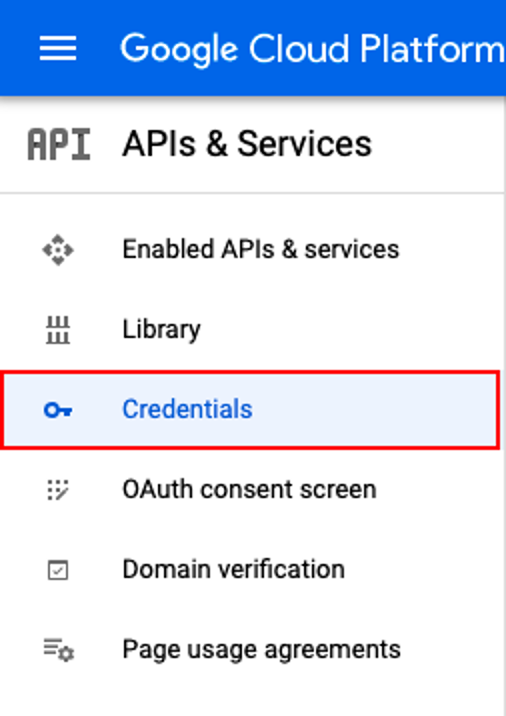 Google Cloud Platform
API APIs & Services
Enabled APIs & services
Library
Credentials
OAuth consent screen
Domain verification
Page usage agreements